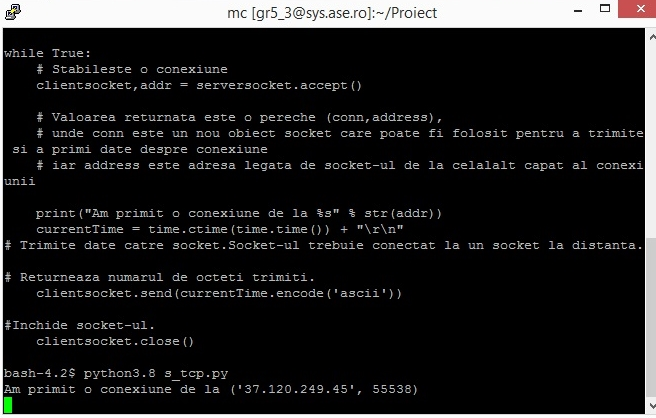 mc [gr5_3@sys.ase.ro]:~/Proiect
while True:
    # Stabileste o conexiune
    clientsocket,addr = serversocket.accept()
    # Valoarea returnata este o pereche (conn,address),
    # unde conn este un nou obiect socket care poate fi folosit pentru a trimite
 si a primi date despre conexiune
    # iar address este adresa legata de socket-ul de la celalalt capat al conexi
unii
    print("Am primit o conexiune de la %s" % str(addr))
    currentTime = time.ctime(time.time()) + "\r\n"
# Trimite date catre socket.Socket-ul trebuie conectat la un socket la distanta.
# Returneaza numarul de octeti trimiti.
    clientsocket.send(currentTime.encode('ascii'))
#Inchide socket-ul.
    clientsocket.close()
bash-4.2$ python3.8 s_tcp.py
Am primit o conexiune de la ('37.120.249.45', 55538)